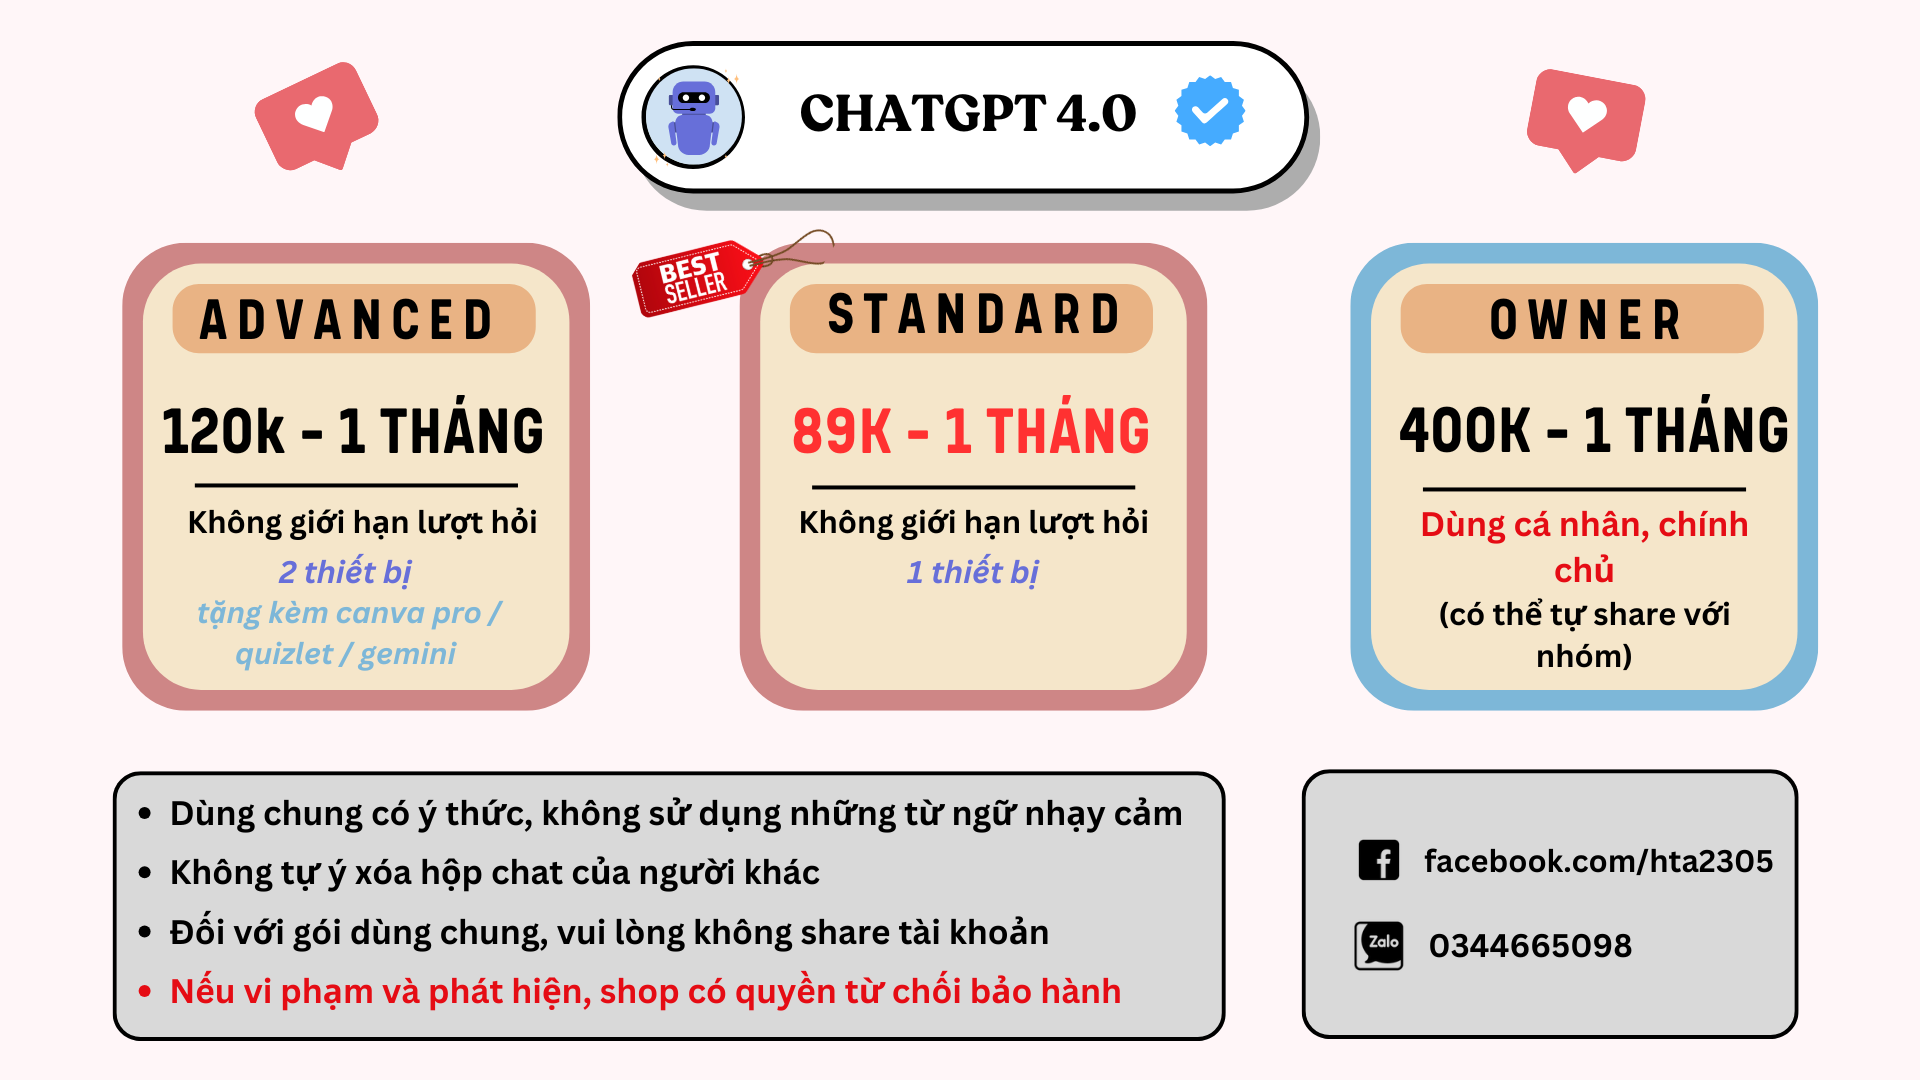 CHATGPT 4.0
ADVANCED
120k - 1 THÁNG
Không giới hạn lượt hỏi
2 thiết bị
tặng kèm canva pro /
quizlet / gemini
BEST
SELLER
STANDARD
89K - 1 THÁNG
Không giới hạn lượt hỏi
1 thiết bị
OWNER
400K - 1 THÁNG
Dùng cá nhân, chính
chủ
(có thể tự share với
nhóm)
• Dùng chung có ý thức, không sử dụng những từ ngữ nhạy cảm
• Không tự ý xóa hộp chat của người khác
• Đối với gói dùng chung, vui lòng không share tài khoản
• Nếu vi phạm và phát hiện, shop có quyền từ chối bảo hành
facebook.com/hta2305
Zalo
0344665098